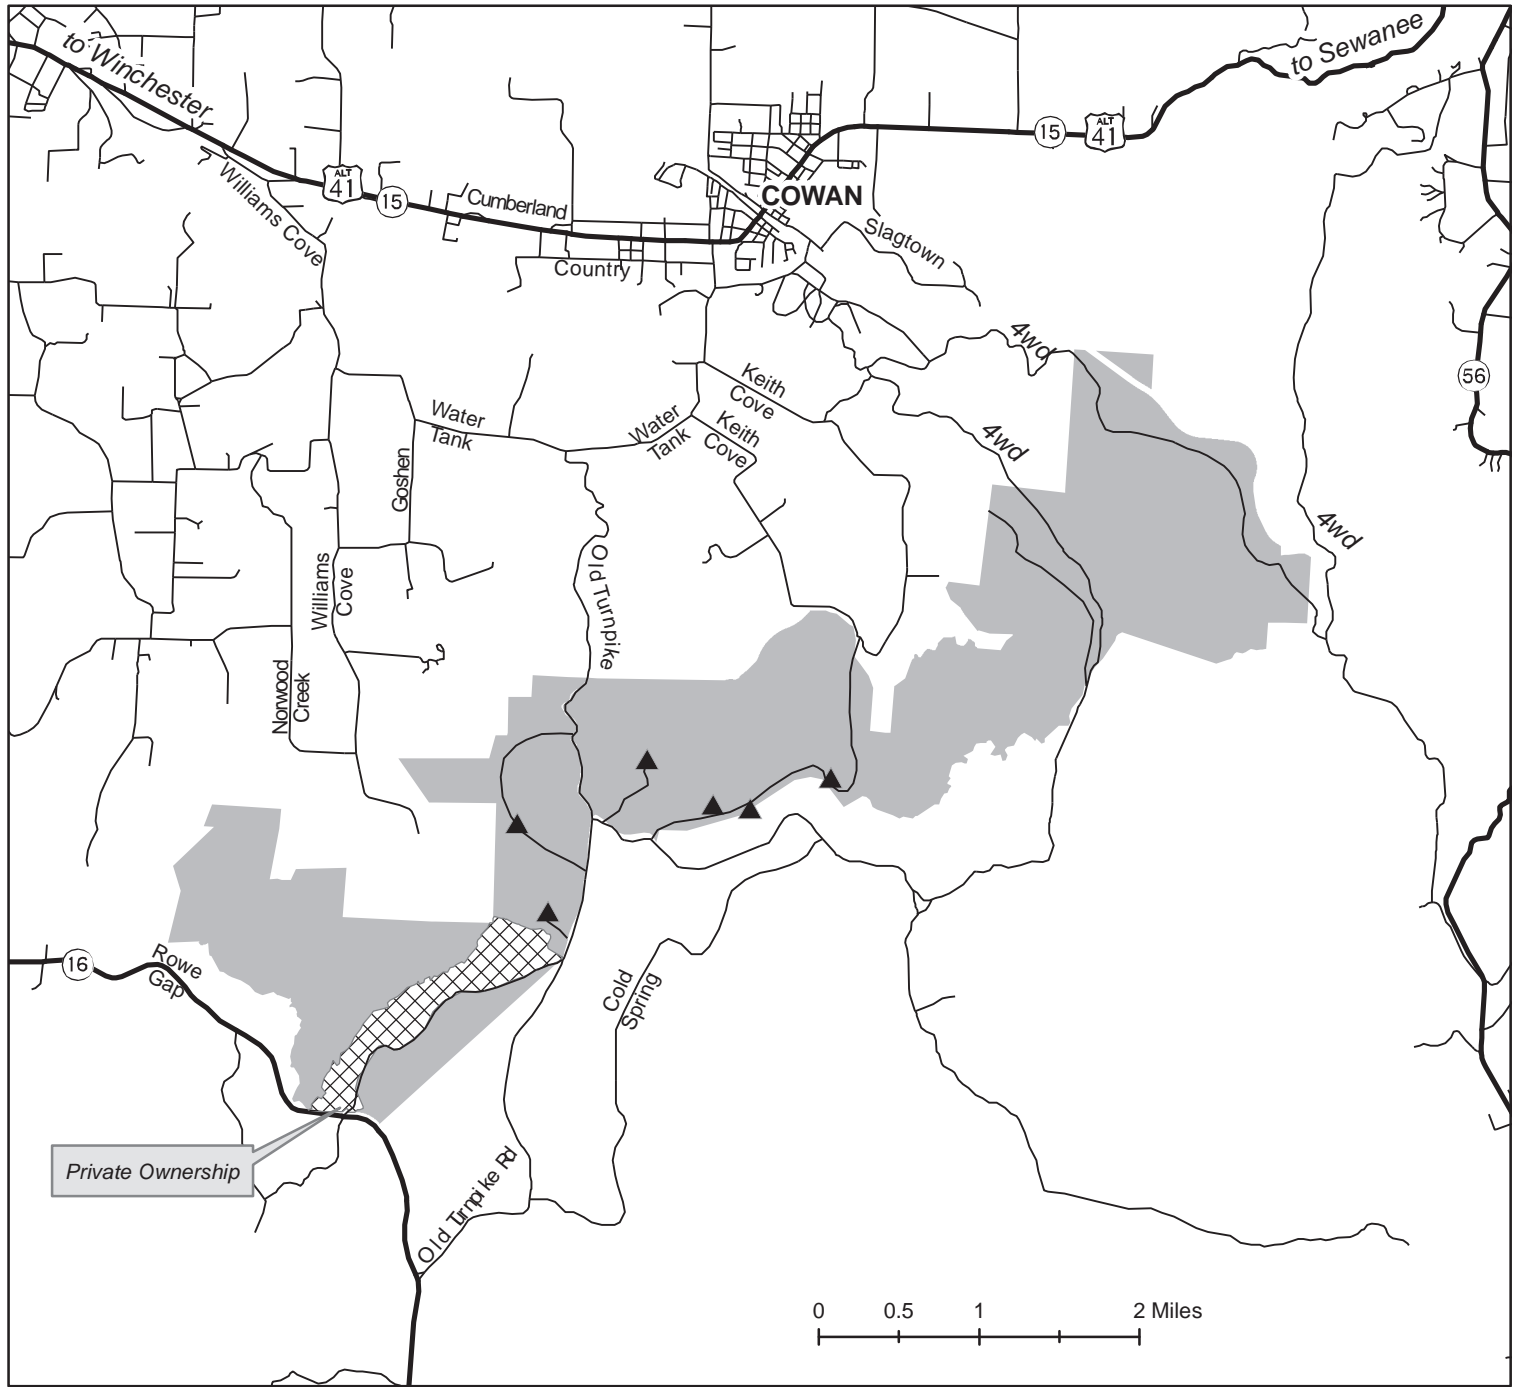 to Winchester
to Sewanee
ALT
41
15
15
ALT
41
COWAN
Williams Cove
Cumberland
Country
Slagtown
4wd
56
Keith
Cove
Water
Tank
Water
Tank
Keith
Cove
4wd
Goshen
4wd
Old Turnpike
Williams
Cove
Norwood
Creek
16
Rowe
Gap
Cold
Spring
Private Ownership
Old Turnpike Rd
0 0.5 1 2 Miles